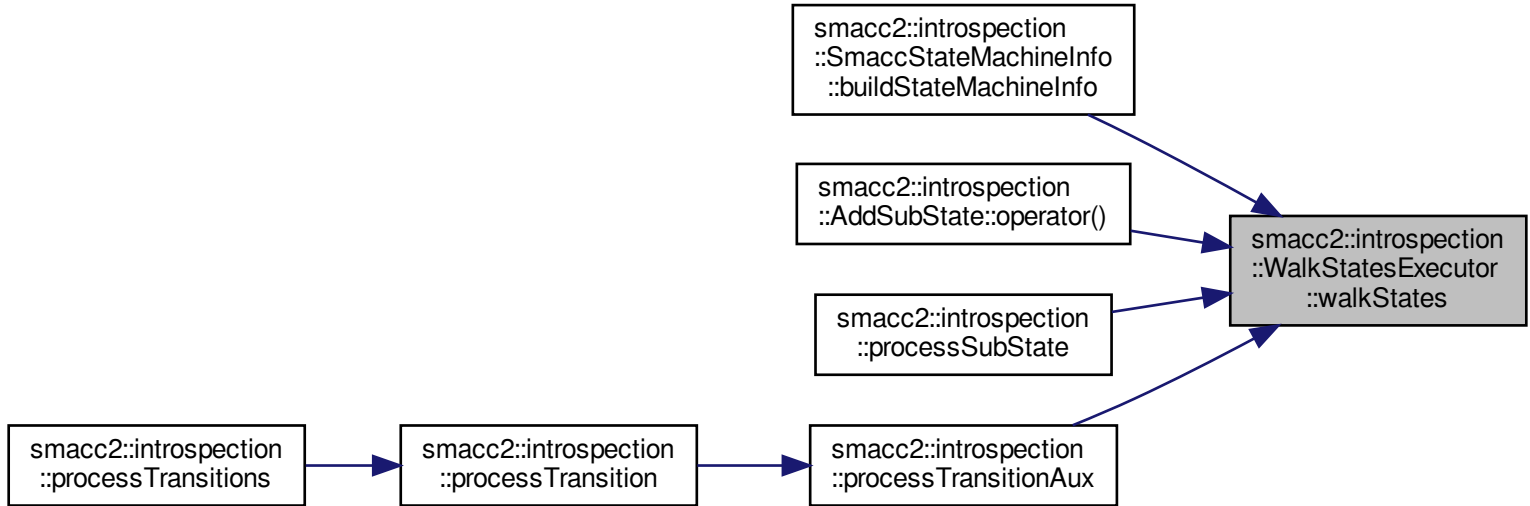 smacc2::introspection
::SmaccStateMachineInfo
::buildStateMachineInfo
smacc2::introspection
::AddSubState::operator()
smacc2::introspection
::WalkStatesExecutor
::walkStates
smacc2::introspection
::processSubState
smacc2::introspection
::processTransitions
smacc2::introspection
::processTransition
smacc2::introspection
::processTransitionAux